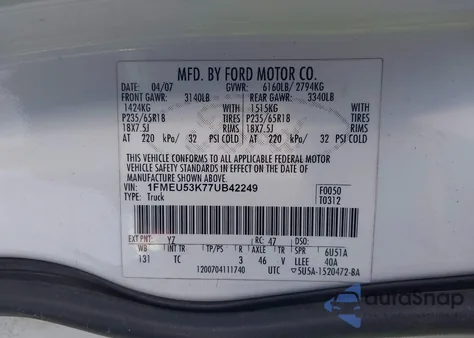 MFD. BY FORD MOTOR CO.
DATE: 04/07 GVWR: 6160LB/ 2794KG
FRONT GAWR: 3140LB REAR GAWR: 3340LB
1424KG WITH 1515KG WITH
P235/65R18 TIRES P235/65R18 TIRES
18X7.5J RIMS 18X7.5J RIMS
AT 220 kPa/ 32 PSI COLD AT 220 kPa/ 32 PSI COLD
THIS VEHICLE CONFORMS TO ALL APPLICABLE FEDERAL MOTOR
VEHICLE SAFETY AND THEFT PREVENTION STANDARDS IN EFFECT ON THE DATE OF
MANUFACTURE SHOWN ABOVE.
VIN: 1FMEU53K77UB42249 F0050
TYPE: Truck T0312
EXT PNT: YZ RC: 47 DSO:
WB INT TR TP/PS R AXLE TR SPR 6U51A
131 TC 3 46 V LLEE 40A
1200704111740 UTC 5U5A-1520472-BA
autoSnap